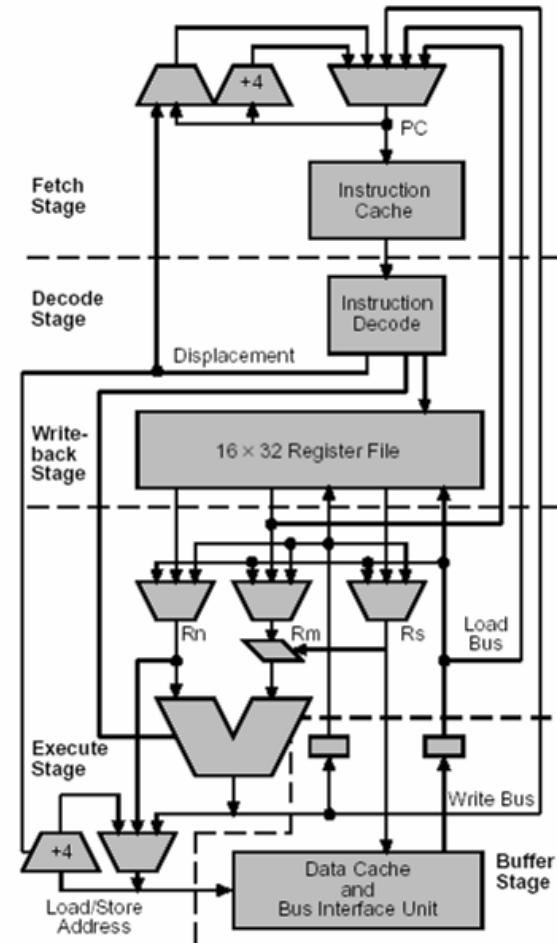 +4
PC
Fetch
Stage
Instruction
Cache
Decode
Stage
Instruction
Decode
Displacement
Write-
back
Stage
16 × 32 Register File
Rn
Rm
Rs
Load
Bus
Execute
Stage
Write Bus
+4
Load/Store
Address
Data Cache
and
Bus Interface Unit
Buffer
Stage